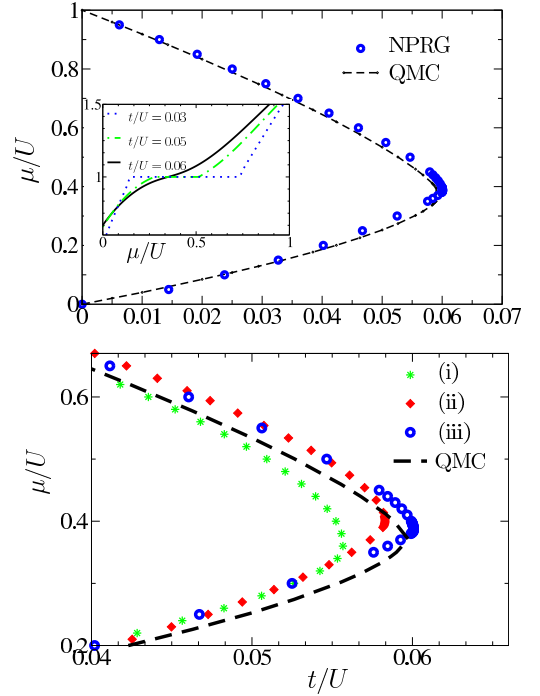 1
0.8
0.6
0.4
0.2
0
μ/U
NPRG
QMC
1.5
1
t/U = 0.03
t/U = 0.05
t/U = 0.06
0
0.5
1
μ/U
0
0.01
0.02
0.03
0.04
0.05
0.06
0.07
0.6
0.4
0.2
μ/U
(i)
(ii)
(iii)
QMC
0.04
0.05
0.06
t/U